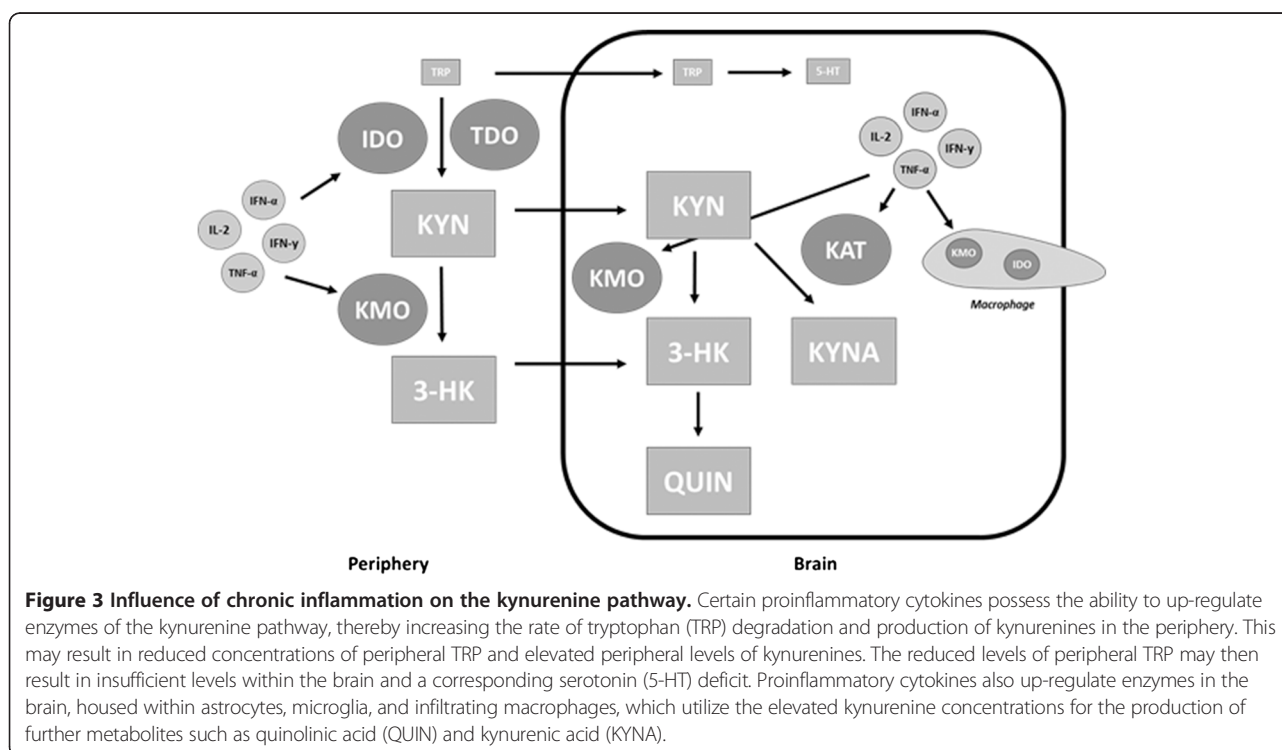 TRP
TRP
5-HT
IDO
TDO
IFN-α
IL-2
IFN-γ
TNF-α
KYN
KYN
IFN-α
IL-2
IFN-γ
TNF-α
KMO
KMO
KAT
KMO
IDO
Macrophage
3-HK
3-HK
KYNA
QUIN
Periphery
Brain
Figure 3 Influence of chronic inflammation on the kynurenine pathway. Certain proinflammatory cytokines possess the ability to up-regulate
enzymes of the kynurenine pathway, thereby increasing the rate of tryptophan (TRP) degradation and production of kynurenines in the periphery. This
may result in reduced concentrations of peripheral TRP and elevated peripheral levels of kynurenines. The reduced levels of peripheral TRP may then
result in insufficient levels within the brain and a corresponding serotonin (5-HT) deficit. Proinflammatory cytokines also up-regulate enzymes in the
brain, housed within astrocytes, microglia, and infiltrating macrophages, which utilize the elevated kynurenine concentrations for the production of
further metabolites such as quinolinic acid (QUIN) and kynurenic acid (KYNA).